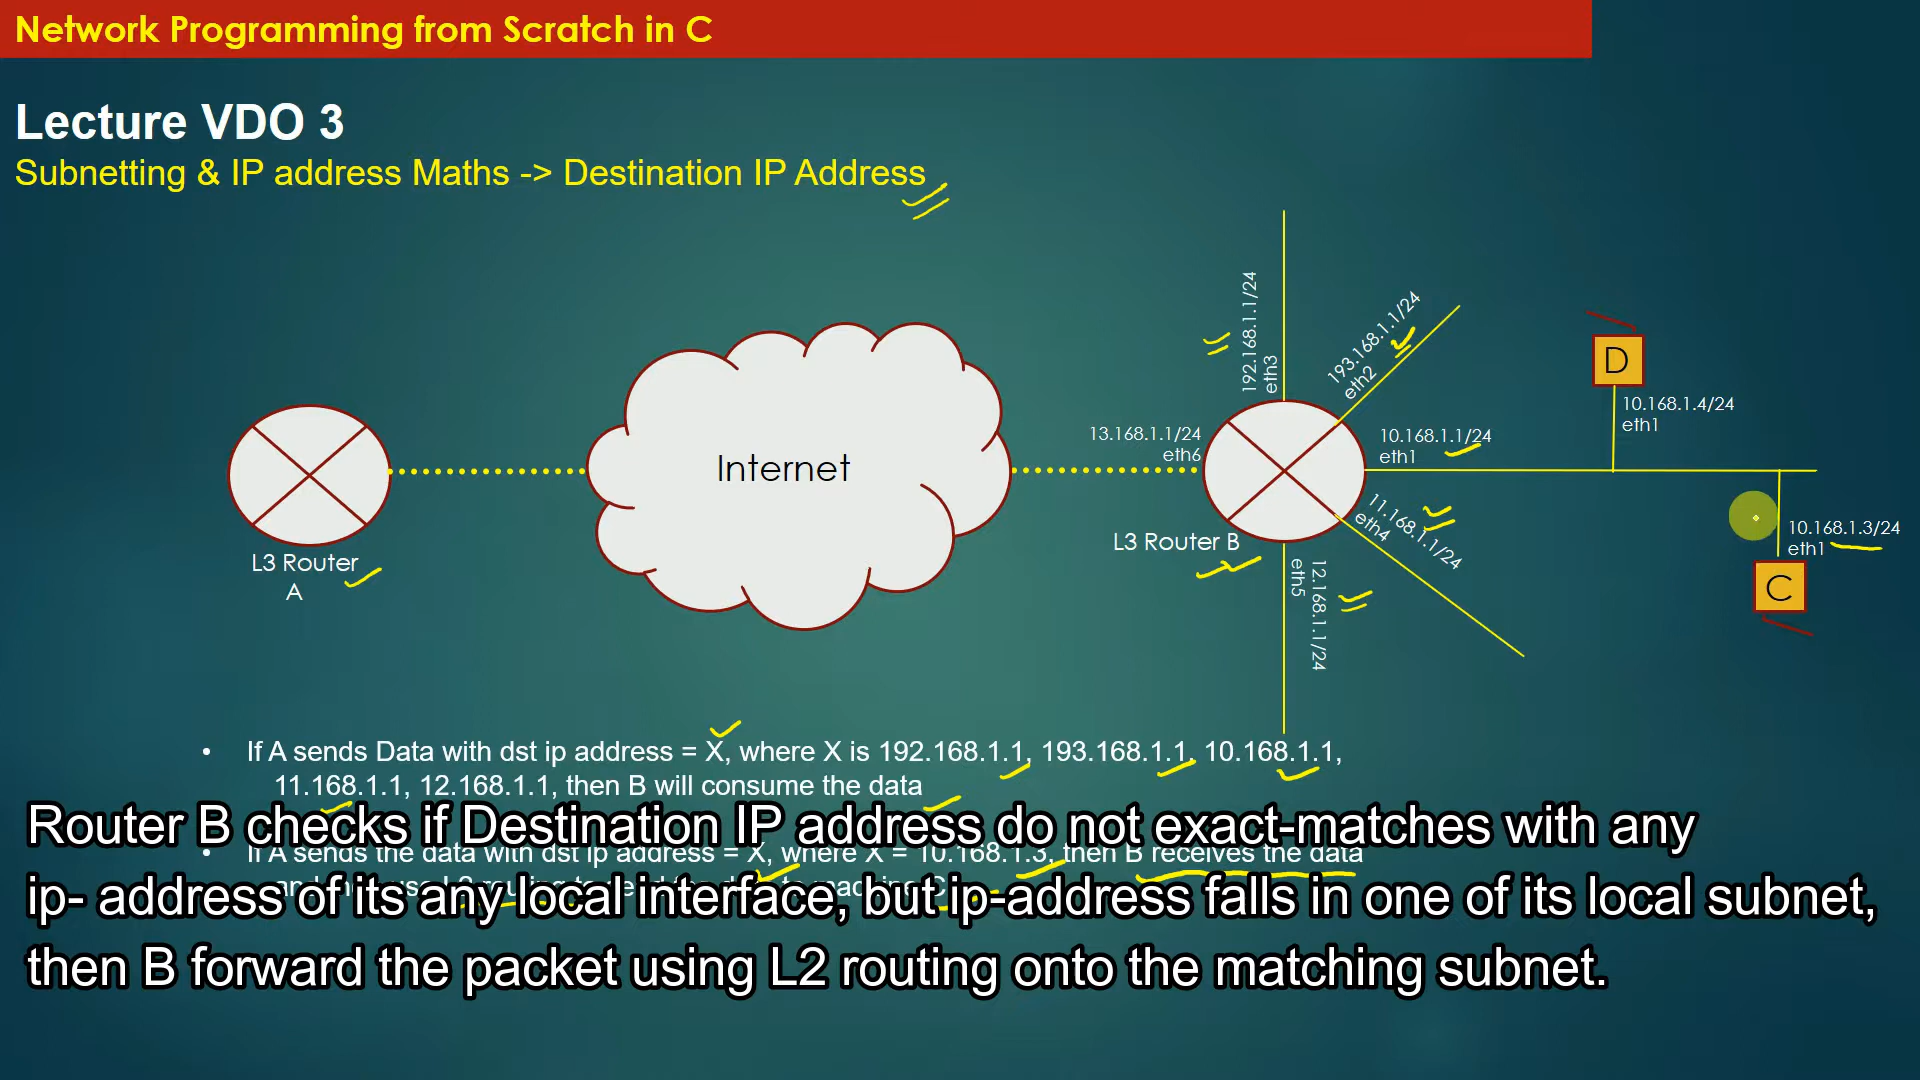 Network Programming from Scratch in C
Lecture VDO 3
Subnetting & IP address Maths -> Destination IP Address
192.168.1.1/24
eth3
193.168.1.1/24
eth2
D
10.168.1.4/24
eth1
13.168.1.1/24
eth6
10.168.1.1/24
eth1
Internet
11.168.1.1/24
eth4
10.168.1.3/24
eth1
L3 Router B
L3 Router
A
12.168.1.1/24
eth5
C
• If A sends Data with dst ip address = X, where X is 192.168.1.1, 193.168.1.1, 10.168.1.1,
11.168.1.1, 12.168.1.1, then B will consume the data
Router B checks if Destination IP address do not exact-matches with any
• If A sends the data with dst ip address = X, where X = 10.168.1.3, then B receives the data
ip- address of its any local interface, but ip-address falls in one of its local subnet,
then B forward the packet using L2 routing onto the matching subnet.